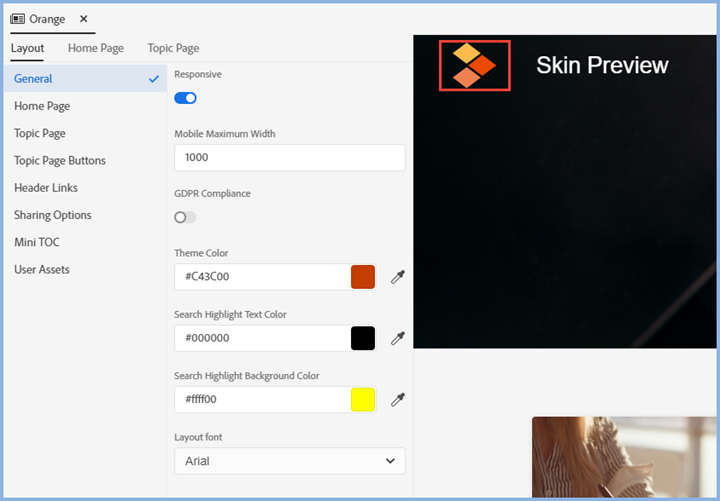 Orange
Layout Home Page Topic Page
General
Home Page
Topic Page
Topic Page Buttons
Header Links
Sharing Options
Mini TOC
User Assets
Responsive
Mobile Maximum Width
1000
GDPR Compliance
Theme Color
#C43C00
Search Highlight Text Color
#000000
Search Highlight Background Color
#ffff00
Layout font
Arial
Skin Preview